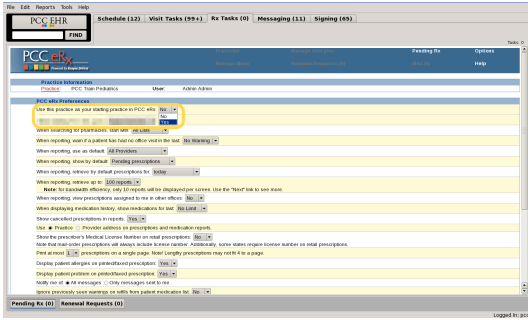 File Edit Reports Tools Help
PCC EHR
FIND
Schedule (12) Visit Tasks (99+) Rx Tasks (0) Messaging (11) Signing (65)
Tasks 0
PCC eRx
Pending Rx Options
Help
Practice Information
Practice: PCC Train Pediatrics User: Admin Admin
PCC eRx Preferences
Use this practice as your starting practice in PCC eRx No
No
Yes
When searching for pharmacies, start with All Lists
When reporting, warn if a patient has had no office visit in the last No Warning
When reporting, use as default All Providers
When reporting, show by default Pending prescriptions
When reporting, retrieve by default prescriptions for: today
When reporting, retrieve up to: 100 reports
Note: for bandwidth efficiency, only 10 reports will be displayed per screen. Use the "Next" link to see more.
When reporting, view prescriptions assigned to me in other offices: No
When displaying medication history, show medications for last: No Limit
Show cancelled prescriptions in reports: Yes
Use Practice Provider address on prescriptions and medication reports.
Show the prescriber's Medical License Number on retail prescriptions: No
Note that mail-order prescriptions will always include license number. Additionally, some states require license number on retail prescriptions.
Print at most 1 prescriptions on a single page. Note! Lengthy prescriptions may not fit 4 to a page.
Display patient allergies on printed/faxed prescription: Yes
Display patient problem on printed/faxed prescription: Yes
Notify me of All messages Only messages sent to me
Ignore previously seen warnings on refills from patient medication list: No
Pending Rx (0) Renewal Requests (0)
Logged in: pcc